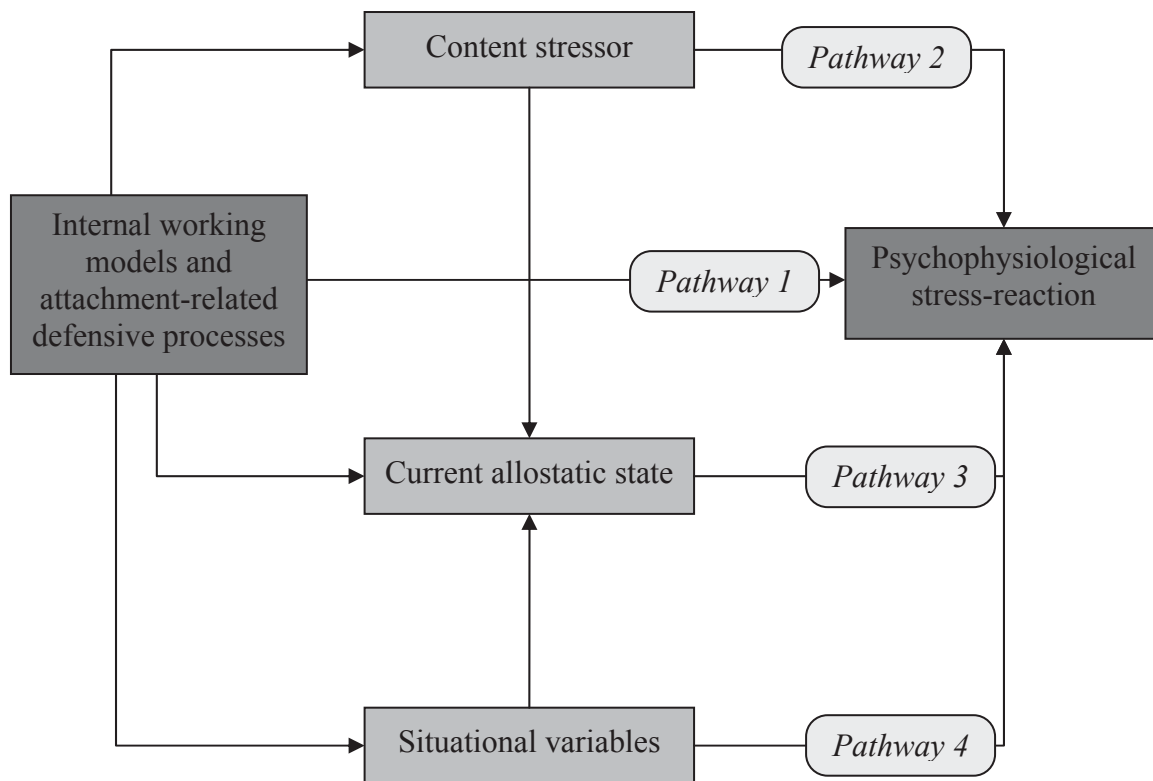 Content stressor
Pathway 2
Internal working
models and
attachment-related
defensive processes
Pathway 1
Psychophysiological
stress-reaction
Current allostatic state
Pathway 3
Situational variables
Pathway 4